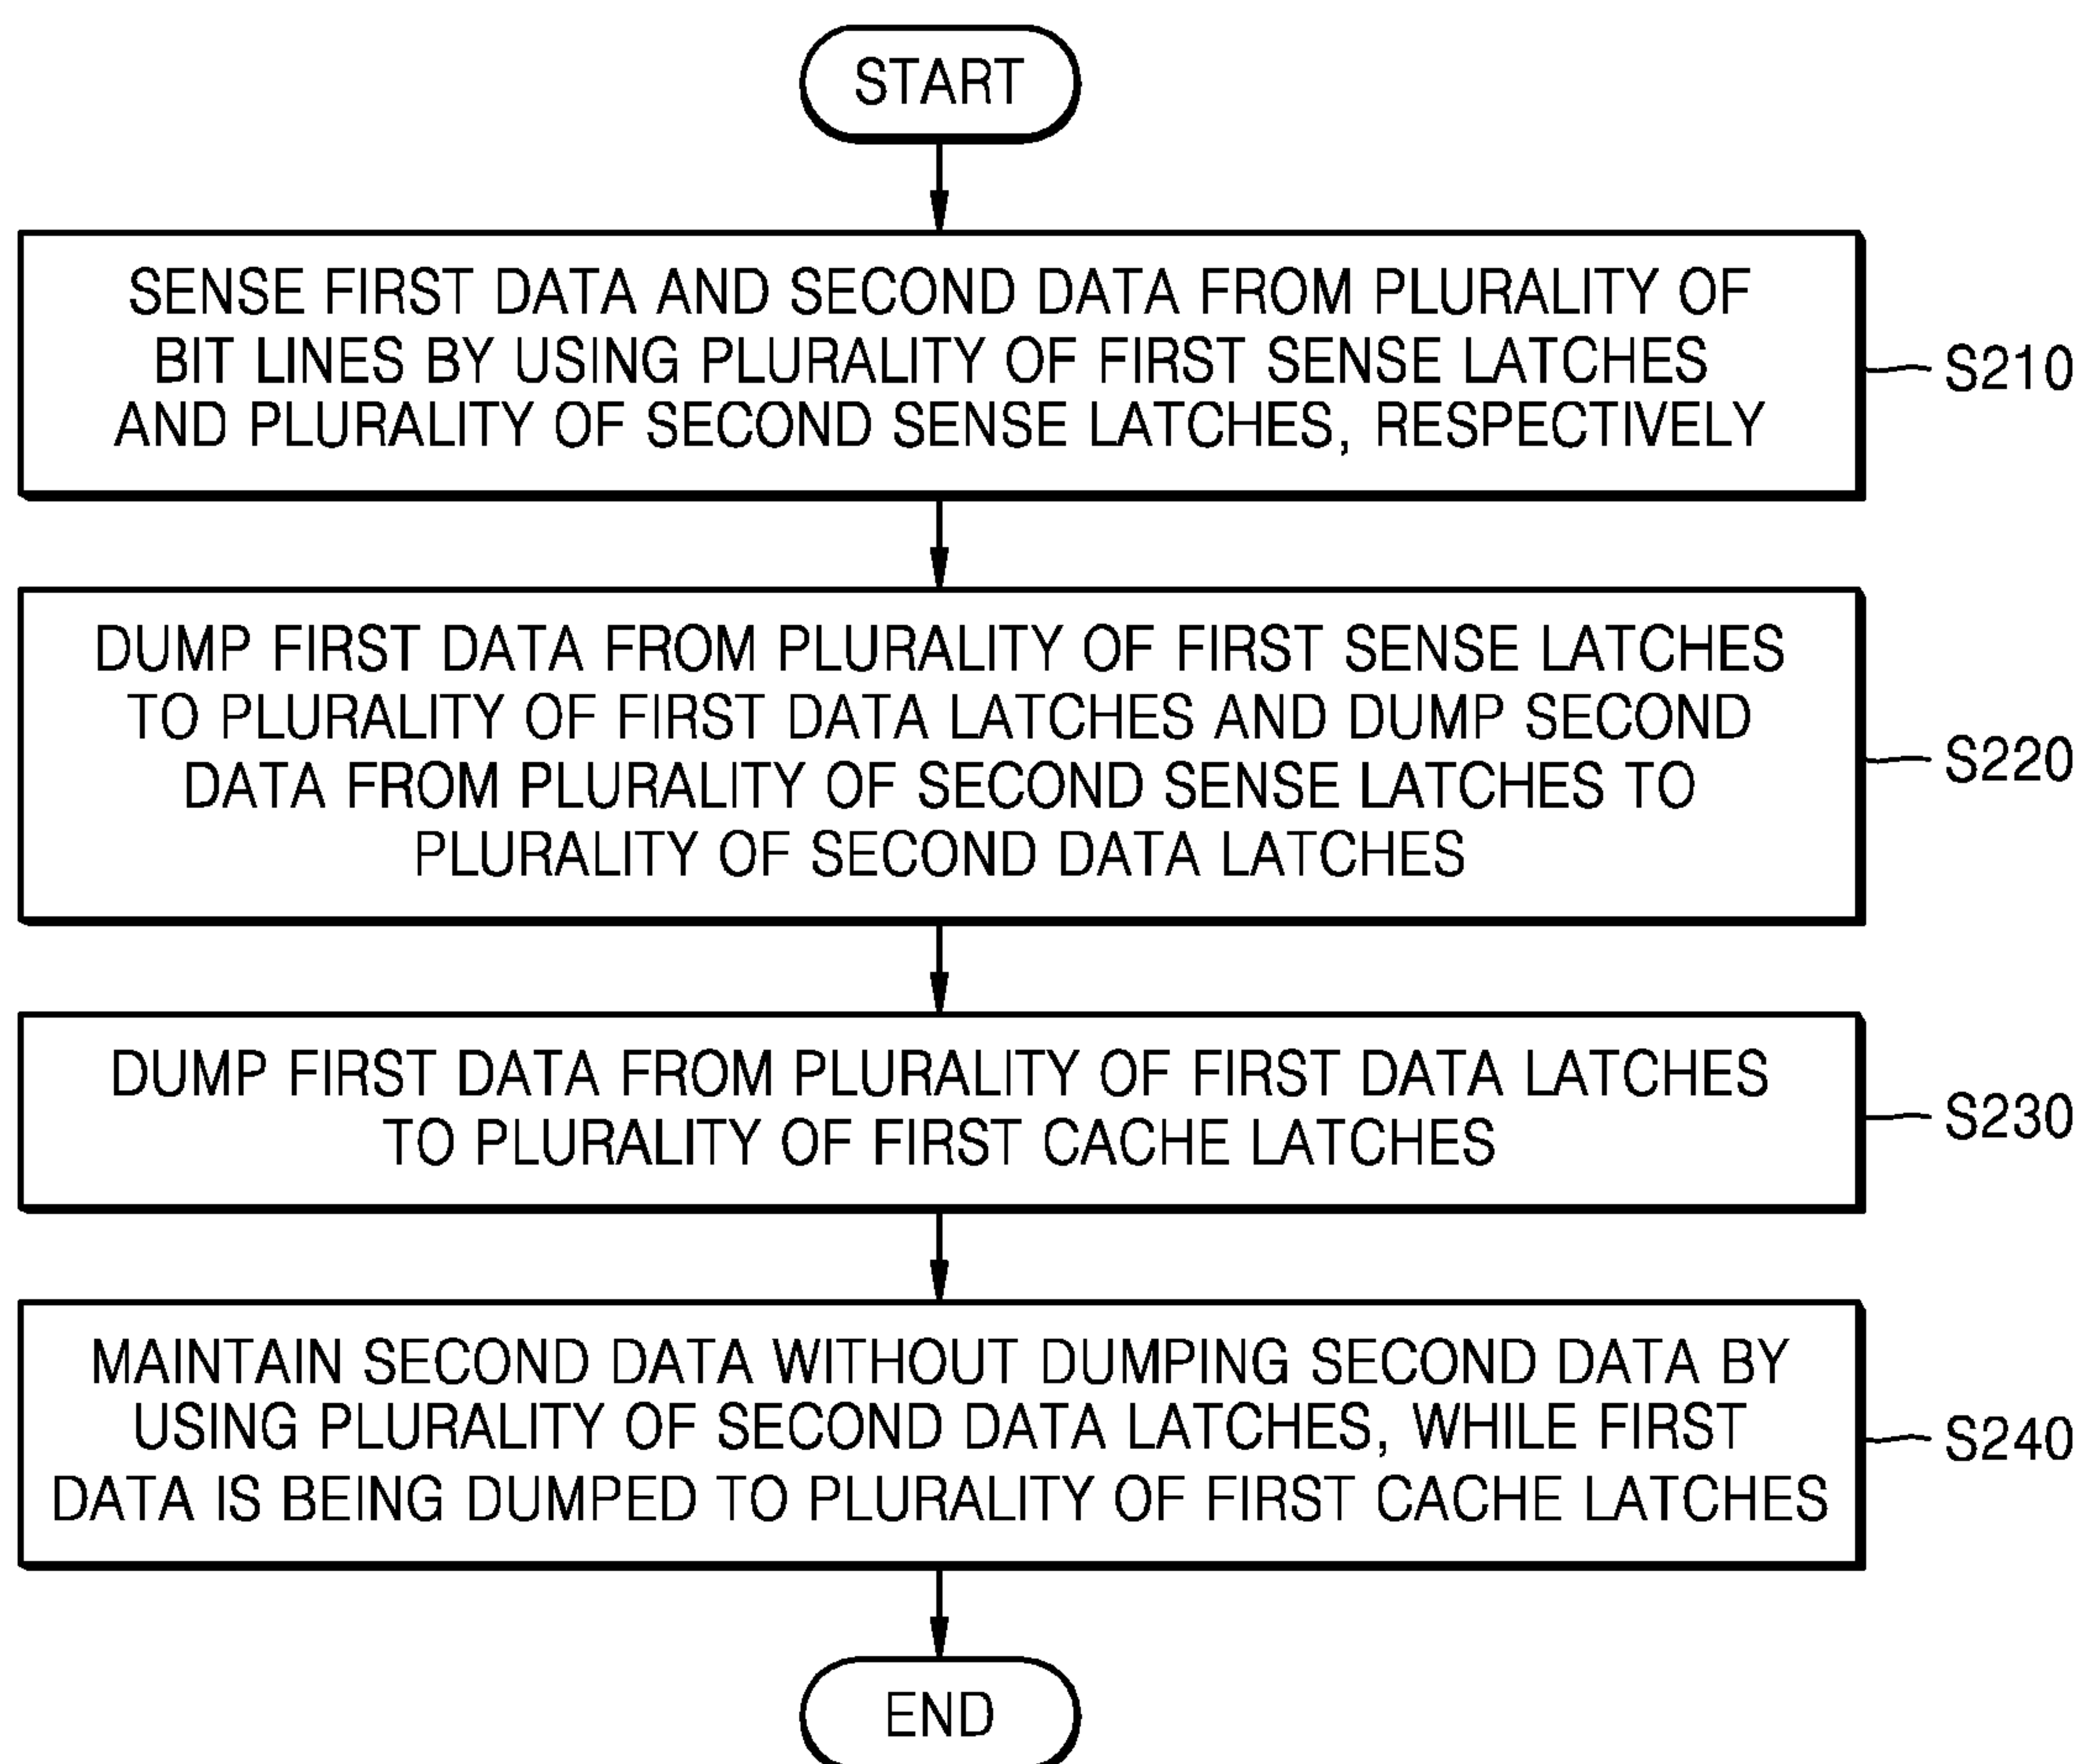 START
SENSE FIRST DATA AND SECOND DATA FROM PLURALITY OF
BIT LINES BY USING PLURALITY OF FIRST SENSE LATCHES
AND PLURALITY OF SECOND SENSE LATCHES, RESPECTIVELY
S210
DUMP FIRST DATA FROM PLURALITY OF FIRST SENSE LATCHES
TO PLURALITY OF FIRST DATA LATCHES AND DUMP SECOND
DATA FROM PLURALITY OF SECOND SENSE LATCHES TO
PLURALITY OF SECOND DATA LATCHES
S220
DUMP FIRST DATA FROM PLURALITY OF FIRST DATA LATCHES
TO PLURALITY OF FIRST CACHE LATCHES
S230
MAINTAIN SECOND DATA WITHOUT DUMPING SECOND DATA BY
USING PLURALITY OF SECOND DATA LATCHES, WHILE FIRST
DATA IS BEING DUMPED TO PLURALITY OF FIRST CACHE LATCHES
S240
END